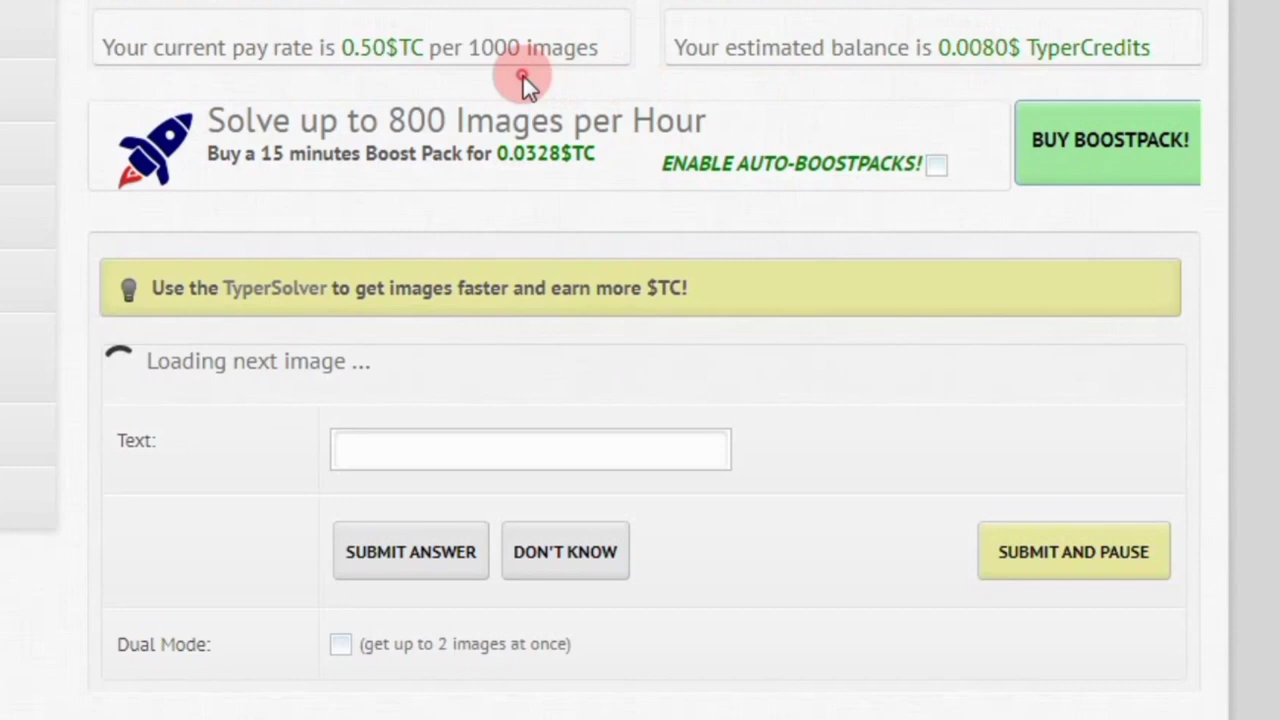 Your current pay rate is 0.50$TC per 1000 images
Your estimated balance is 0.0080$ TyperCredits
Solve up to 800 Images per Hour
Buy a 15 minutes Boost Pack for 0.0328$TC
ENABLE AUTO-BOOSTPACKS!
BUY BOOSTPACK!
Use the TyperSolver to get images faster and earn more $TC!
Loading next image ...
Text:
SUBMIT ANSWER
DON'T KNOW
SUBMIT AND PAUSE
Dual Mode:
(get up to 2 images at once)